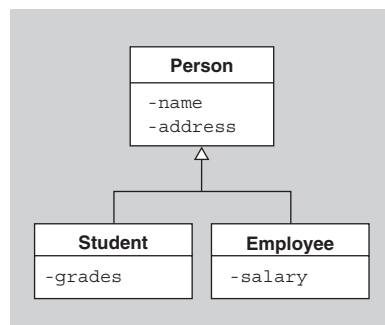 Person
-name
-address
Student
-grades
Employee
-salary